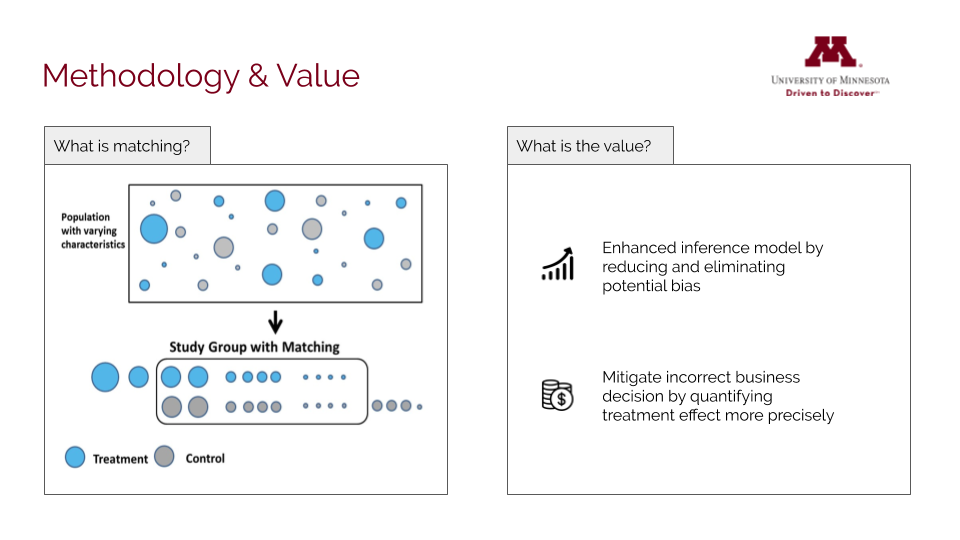 Methodology & Value
M
UNIVERSITY OF MINNESOTA
Driven to Discover
What is matching?
Population
with varying
characteristics
Study Group with Matching
Treatment
Control
What is the value?
Enhanced inference model by
reducing and eliminating
potential bias
$
Mitigate incorrect business
decision by quantifying
treatment effect more precisely